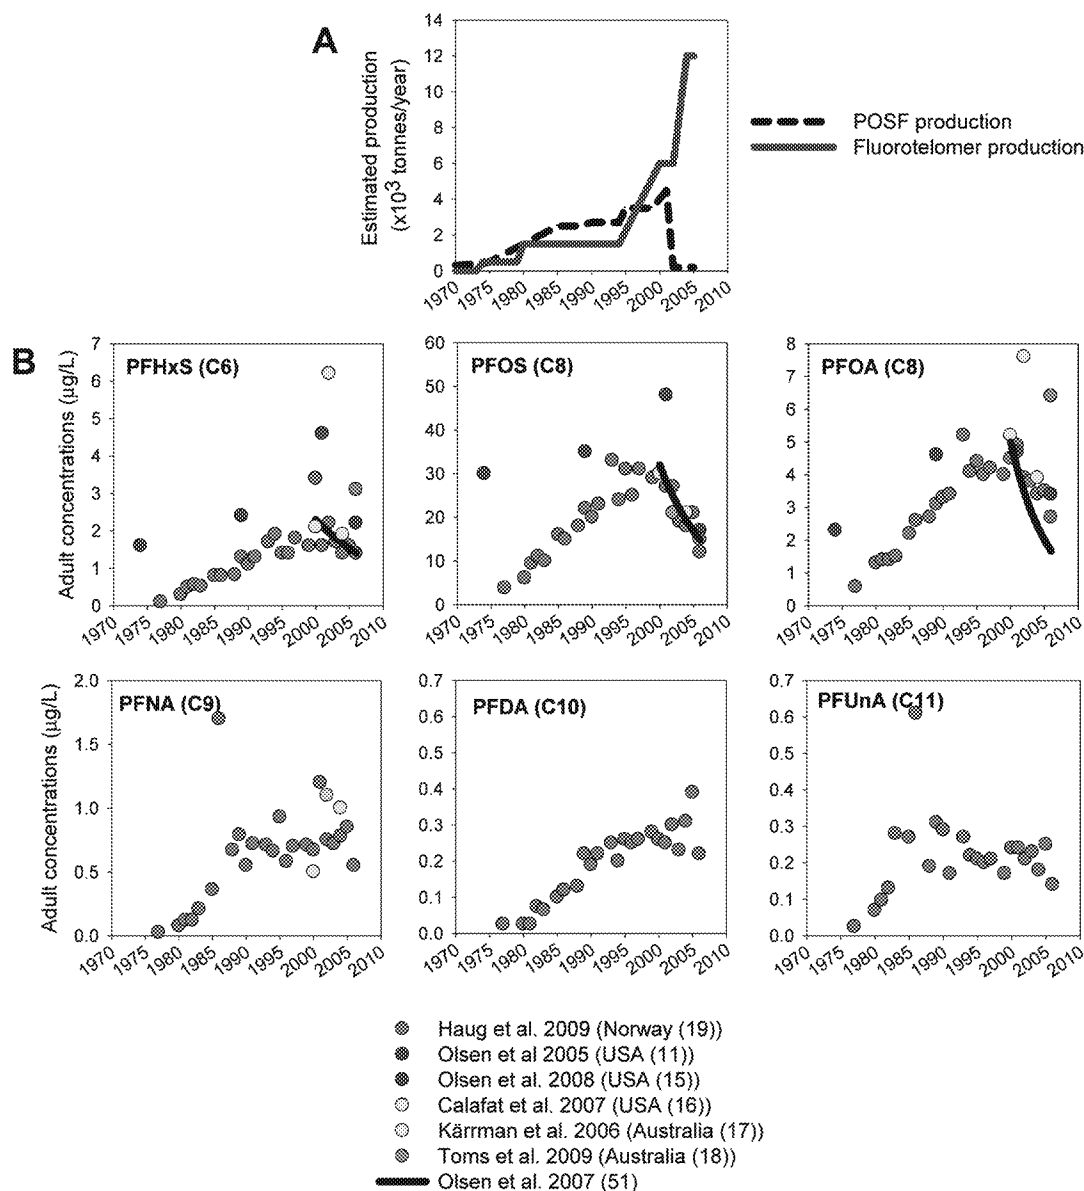 A
Estimated production
(x10³ tonnes/year)
14
12
10
8
6
4
2
0
1970 1975 1980 1985 1990 1995 2000 2005 2010
POSF production
Fluorotelomer production
B
Adult concentrations (µg/L)
PFHxS (C6)
7
6
5
4
3
2
1
0
1970 1975 1980 1985 1990 1995 2000 2005 2010
PFOS (C8)
60
50
40
30
20
10
0
1970 1975 1980 1985 1990 1995 2000 2005 2010
PFOA (C8)
8
7
6
5
4
3
2
1
0
1970 1975 1980 1985 1990 1995 2000 2005 2010
Adult concentrations (µg/L)
PFNA (C9)
2.0
1.5
1.0
0.5
0.0
1970 1975 1980 1985 1990 1995 2000 2005 2010
PFDA (C10)
0.7
0.6
0.5
0.4
0.3
0.2
0.1
0.0
1970 1975 1980 1985 1990 1995 2000 2005 2010
PFUnA (C11)
0.7
0.6
0.5
0.4
0.3
0.2
0.1
0.0
1970 1975 1980 1985 1990 1995 2000 2005 2010
Haug et al. 2009 (Norway (19))
Olsen et al 2005 (USA (11))
Olsen et al. 2008 (USA (15))
Calafat et al. 2007 (USA (16))
Kärrman et al. 2006 (Australia (17))
Toms et al. 2009 (Australia (18))
Olsen et al. 2007 (51)